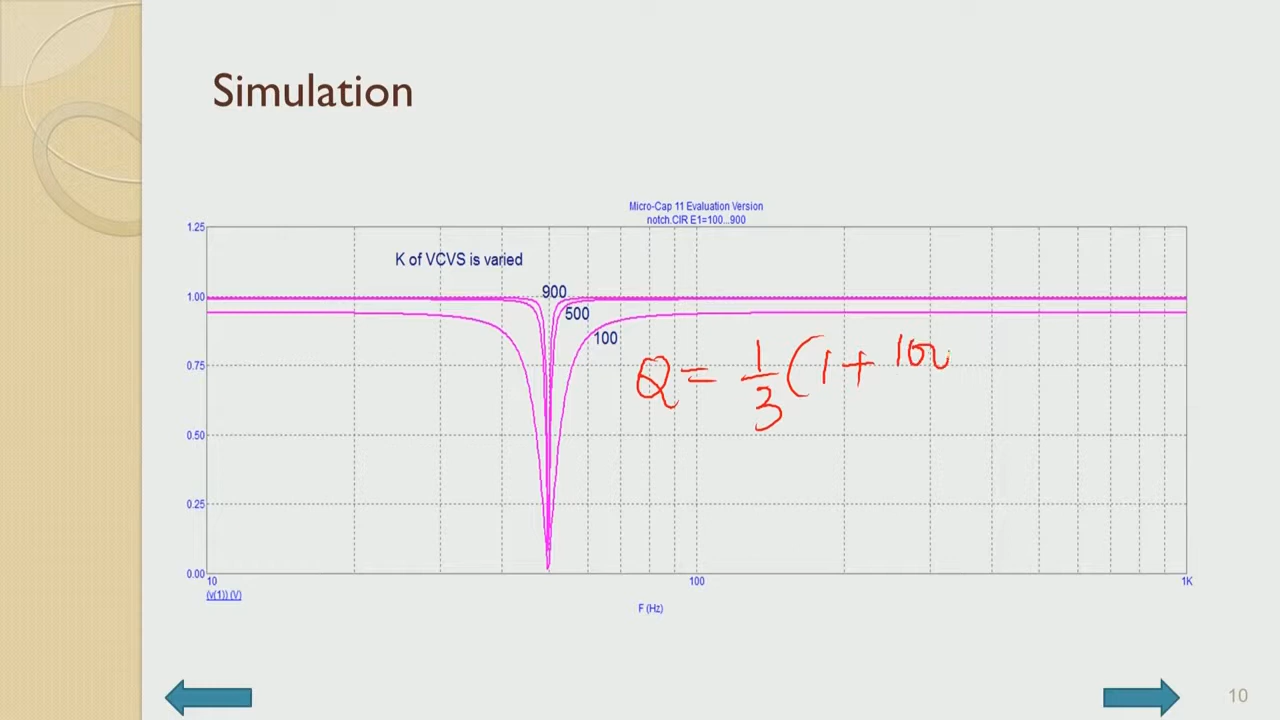 Simulation
Micro-Cap 11 Evaluation Version
notch.CIR E1=100...900
1.25
K of VCVS is varied
1.00
900
500
100
0.75
Q = 1/3 (1 + 100
0.50
0.25
0.00
10
100
1K
(v(1)) (V)
F (Hz)
10